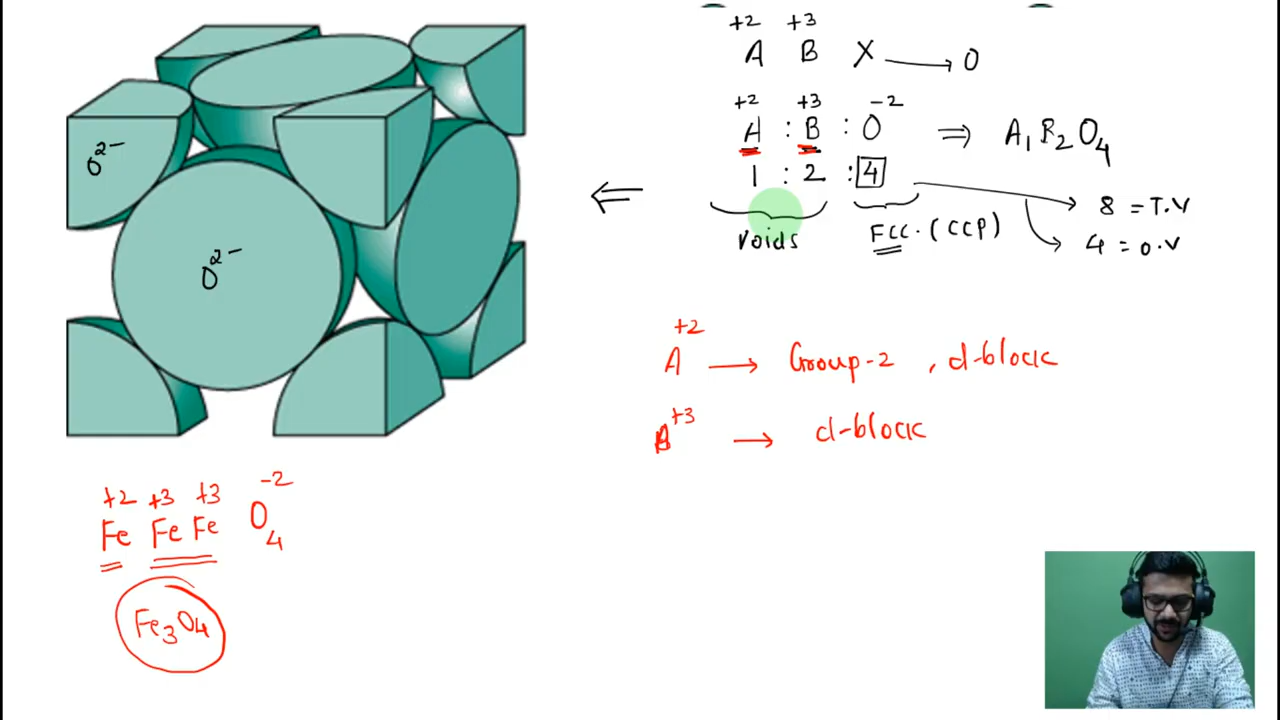 +2 +3
A B X → O
+2 +3 -2
A : B : O ⇒ A₁B₂O₄
1 : 2 : 4
8 = T.V
4 = O.V
voids FCC. (CCP)
⇐
O²⁻
O²⁻
+2
A → Group-2 , d-block
+3
B → d-block
+2 +3 +3 -2
Fe Fe Fe O₄
Fe₃O₄